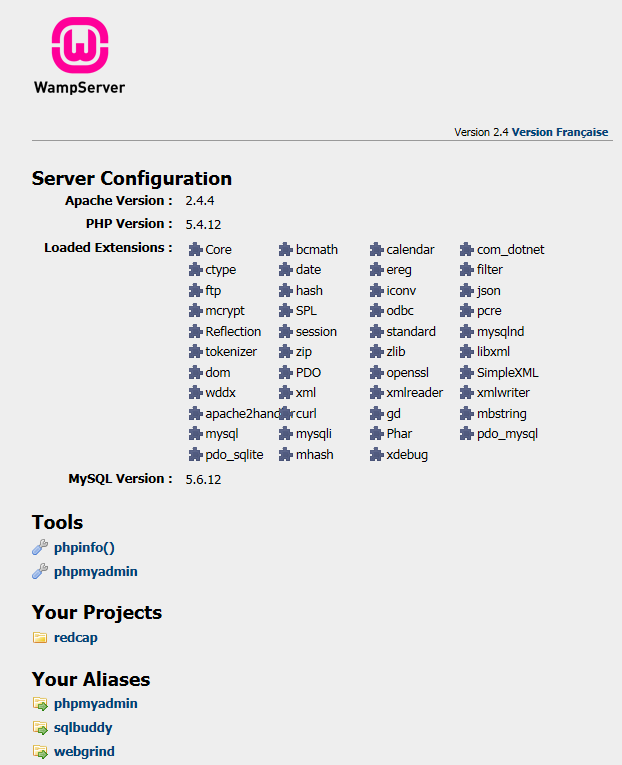 WampServer
Version 2.4 Version Française
Server Configuration
Apache Version : 2.4.4
PHP Version : 5.4.12
Loaded Extensions : Core bcmath calendar com_dotnet
ctype date ereg filter
ftp hash iconv json
mcrypt SPL odbc pcre
Reflection session standard mysqlnd
tokenizer zip zlib libxml
dom PDO openssl SimpleXML
wddx xml xmlreader xmlwriter
apache2hand curl gd mbstring
mysql mysqli Phar pdo_mysql
pdo_sqlite mhash xdebug
MySQL Version : 5.6.12
Tools
phpinfo()
phpmyadmin
Your Projects
redcap
Your Aliases
phpmyadmin
sqlbuddy
webgrind